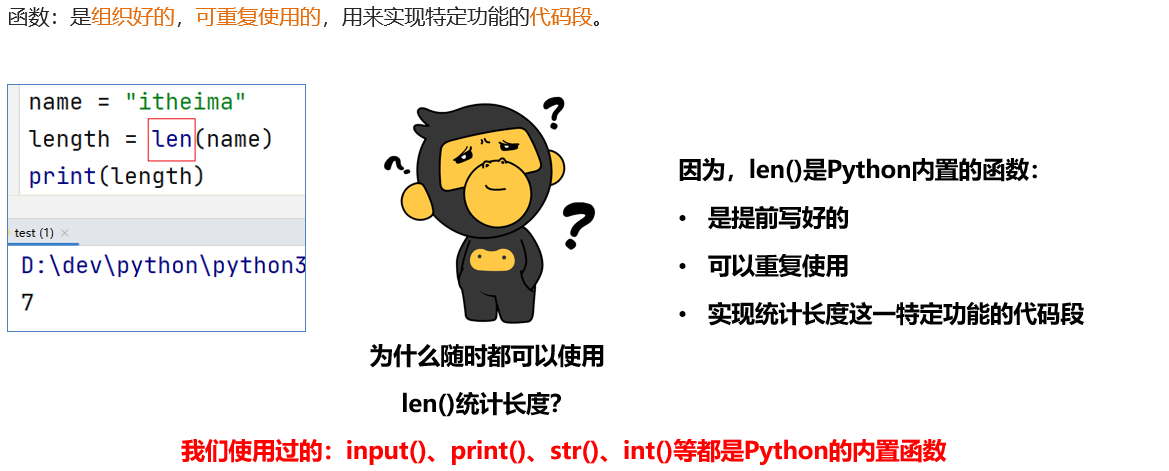 函数：是组织好的，可重复使用的，用来实现特定功能的代码段。
name = "itheima"
length = len(name)
print(length)
test (1) ×
D:\dev\python\python3
7
?
?
?
为什么随时都可以使用
len()统计长度？
因为，len()是Python内置的函数：
• 是提前写好的
• 可以重复使用
• 实现统计长度这一特定功能的代码段
我们使用过的：input()、print()、str()、int()等都是Python的内置函数